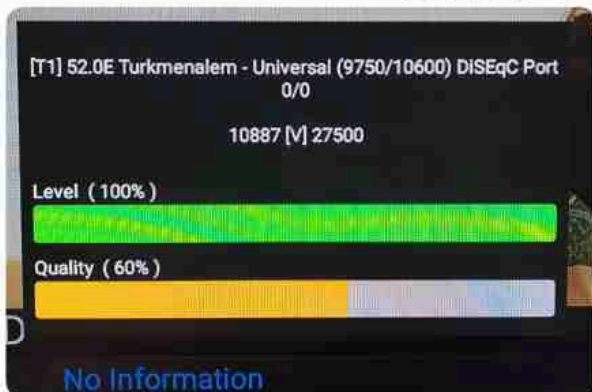 [T1] 52.0E Turkmenalem - Universal (9750/10600) DiSEqC Port
0/0
10887 [V] 27500
Level ( 100% )
Quality ( 60% )
No Information